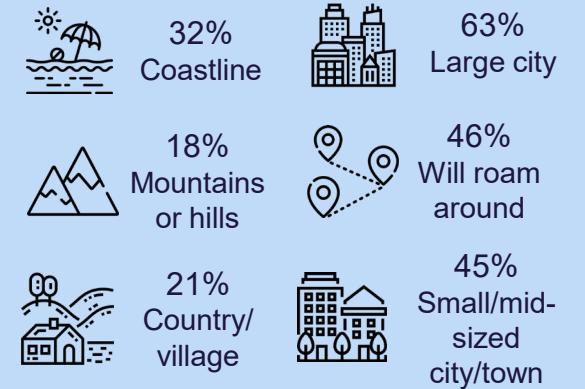 32%
Coastline
63%
Large city
18%
Mountains
or hills
46%
Will roam
around
21%
Country/
village
45%
Small/mid-
sized
city/town